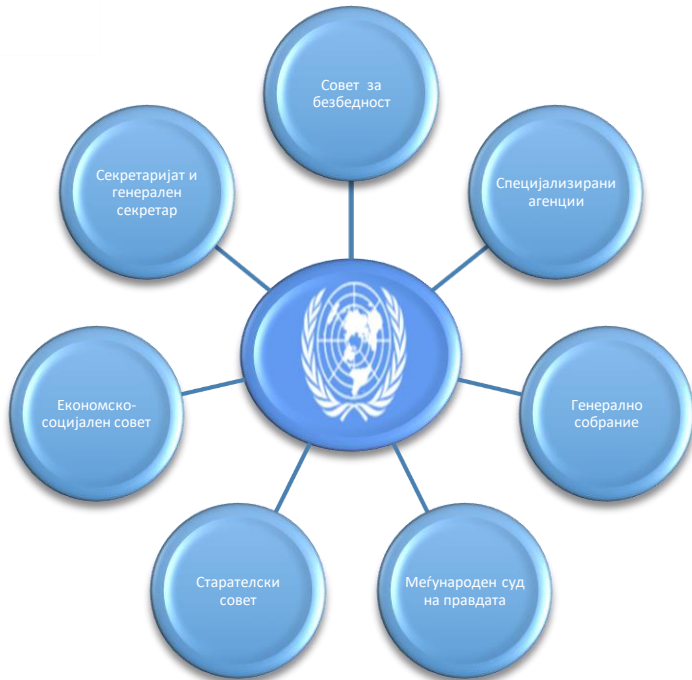 Совет за
безбедност
Специјализирани
агенции
Генерално
собрание
Меѓународен суд
на правдата
Старателски
совет
Економско-
социјален совет
Секретаријат и
генерален
секретар